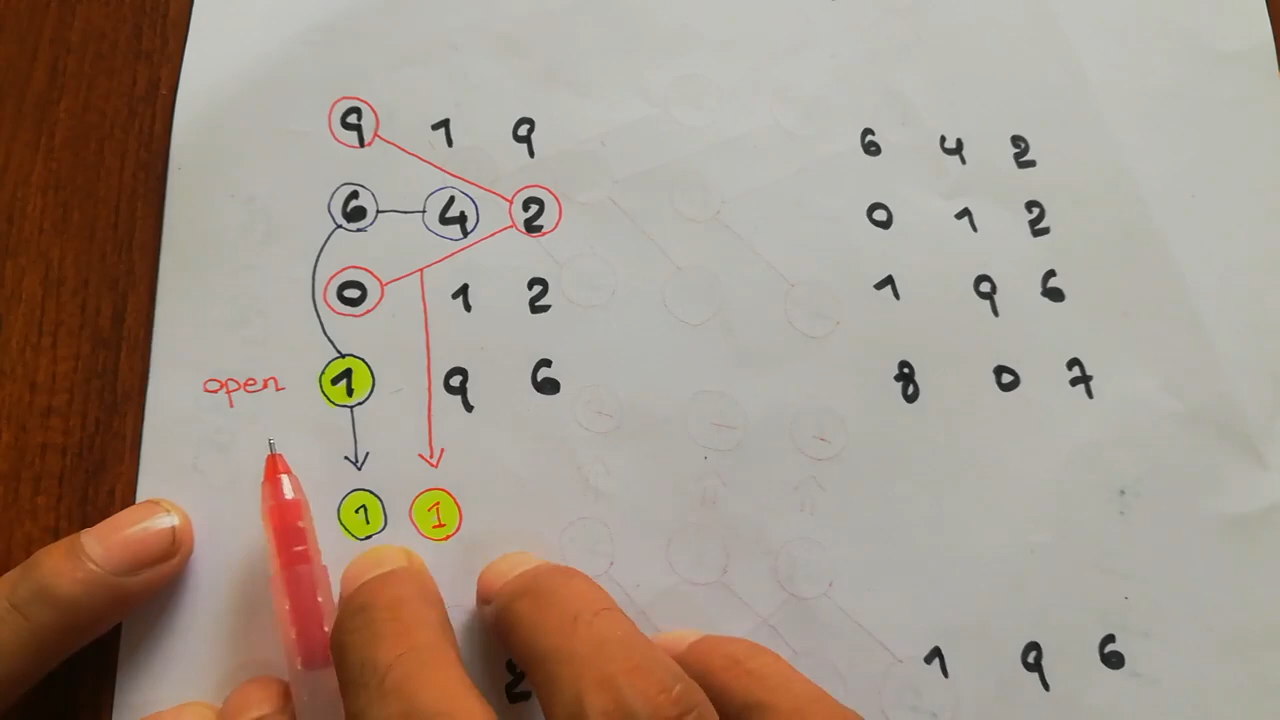 9 1 9
6 4 2
0 1 2
open 1 9 6
1 1
6 4 2
0 1 2
1 9 6
8 0 7
1 9 6